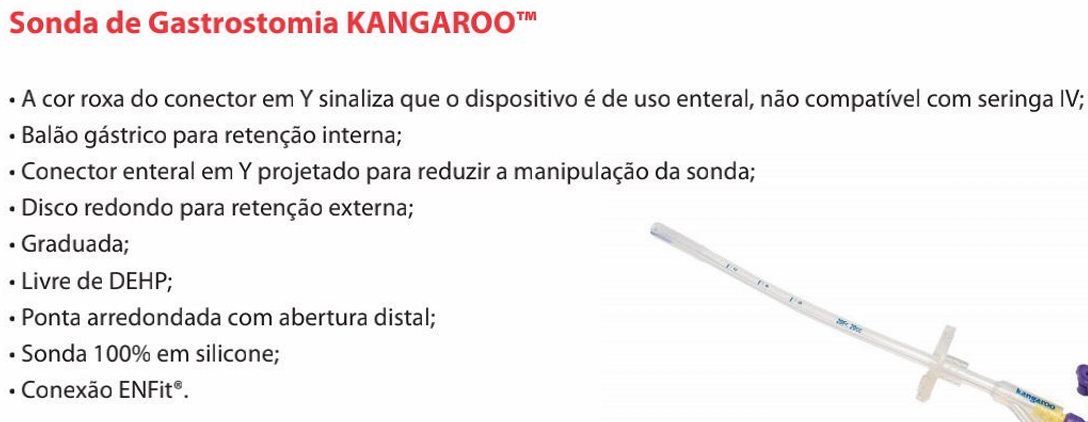 Sonda de Gastrostomia KANGAROO™
• A cor roxa do conector em Y sinaliza que o dispositivo é de uso enteral, não compatível com seringa IV;
• Balão gástrico para retenção interna;
• Conector enteral em Y projetado para reduzir a manipulação da sonda;
• Disco redondo para retenção externa;
• Graduada;
• Livre de DEHP;
• Ponta arredondada com abertura distal;
• Sonda 100% em silicone;
• Conexão ENFit®.
20Fr 20cc
kangaroo